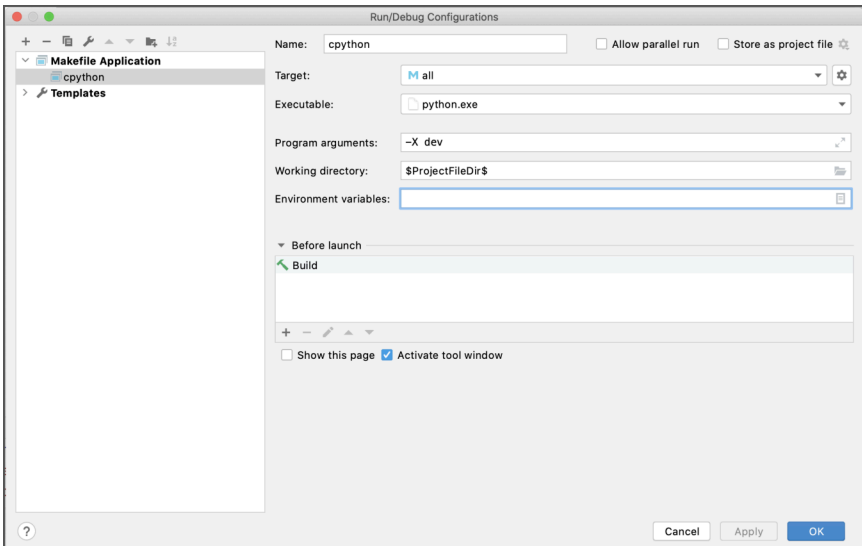 Run/Debug Configurations
Name: cpython
Allow parallel run
Store as project file
Makefile Application
cpython
Templates
Target: all
Executable: python.exe
Program arguments: -X dev
Working directory: $ProjectFileDir$
Environment variables:
Before launch
Build
Show this page
Activate tool window
?
Cancel
Apply
OK